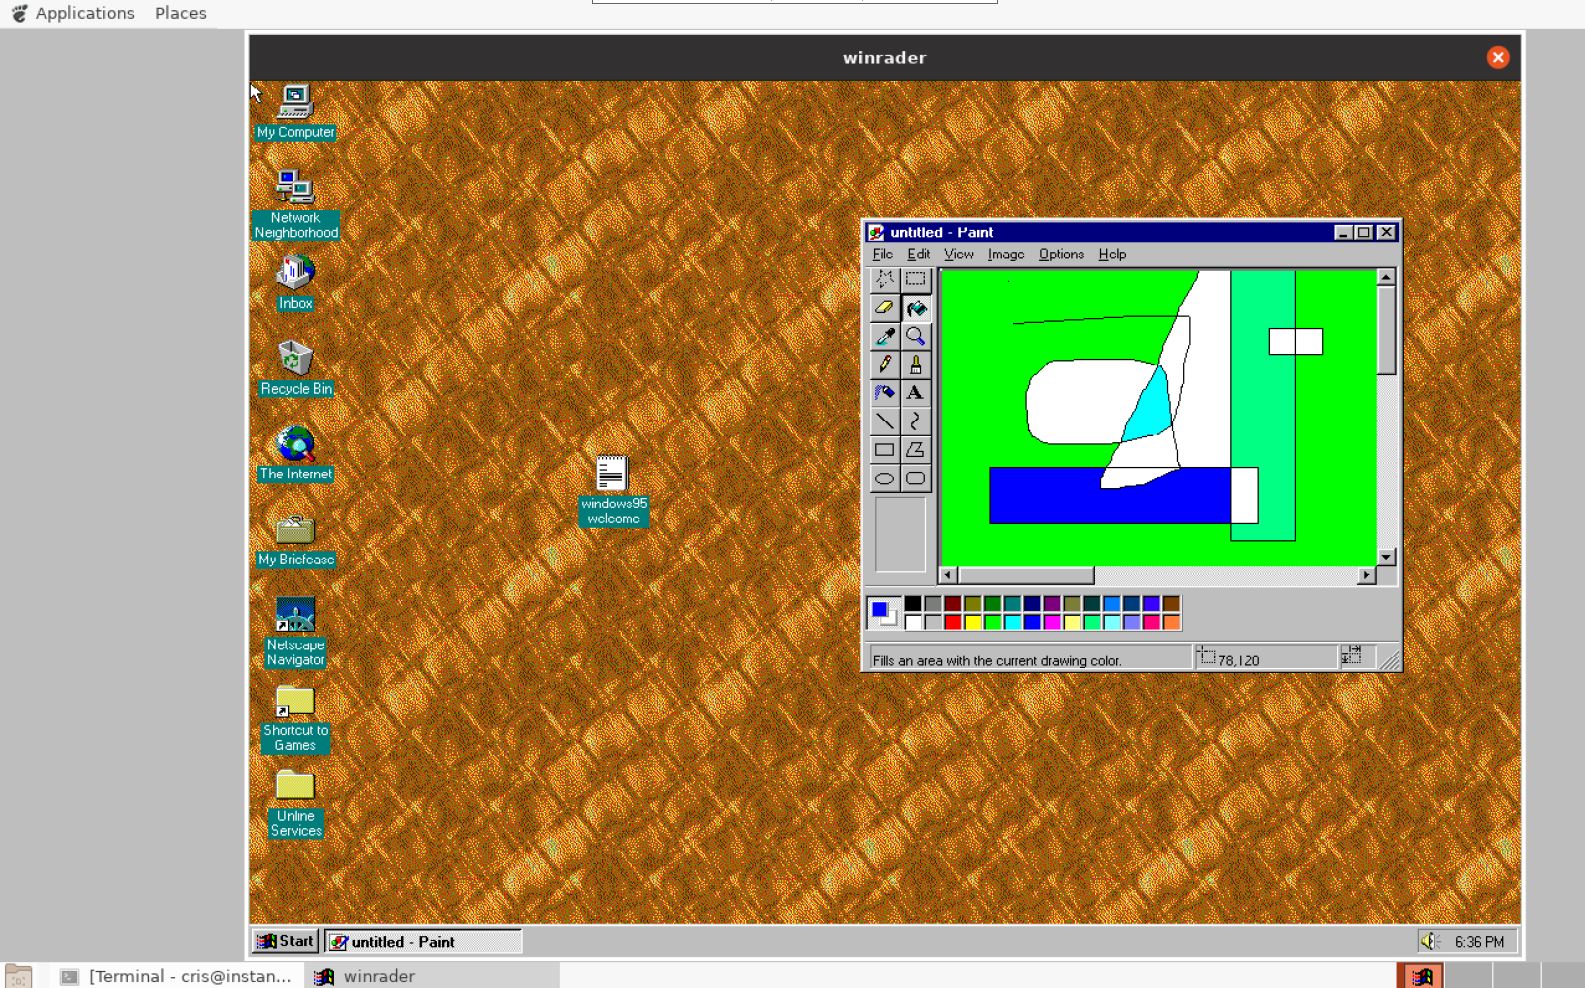 Applications Places
winrader
My Computer
Network
Neighborhood
Inbox
Recycle Bin
The Internet
My Briefcase
Netscape
Navigator
Shortcut to
Games
Online
Services
windows95
welcome
untitled - Paint
File Edit View Image Options Help
A
Fills an area with the current drawing color.
78,120
Start
untitled - Paint
6:36 PM
[Terminal - cris@instan...
winrader